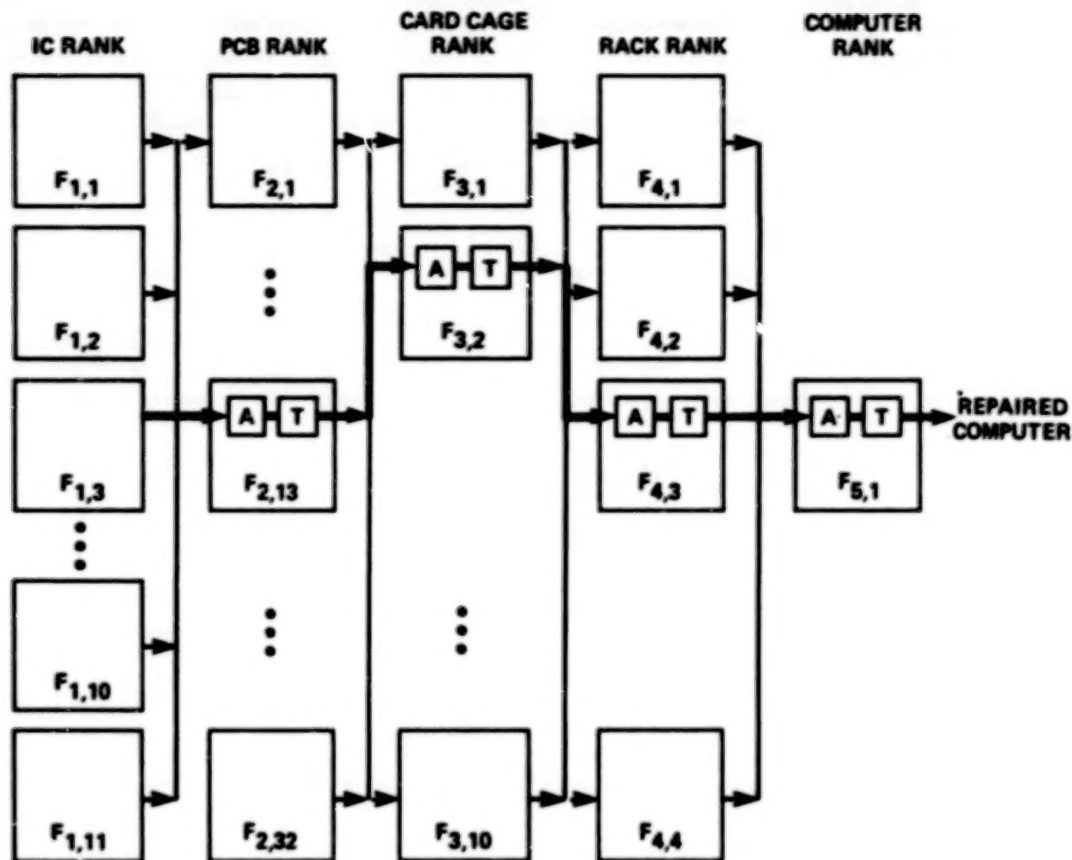 IC RANK
PCB RANK
CARD CAGE
RANK
RACK RANK
COMPUTER
RANK
F1,1
F2,1
F3,1
F4,1
F1,2
A T
F3,2
F4,2
F1,3
A T
F2,13
A T
F4,3
A T
F5,1
REPAIRED
COMPUTER
F1,10
F1,11
F2,32
F3,10
F4,4